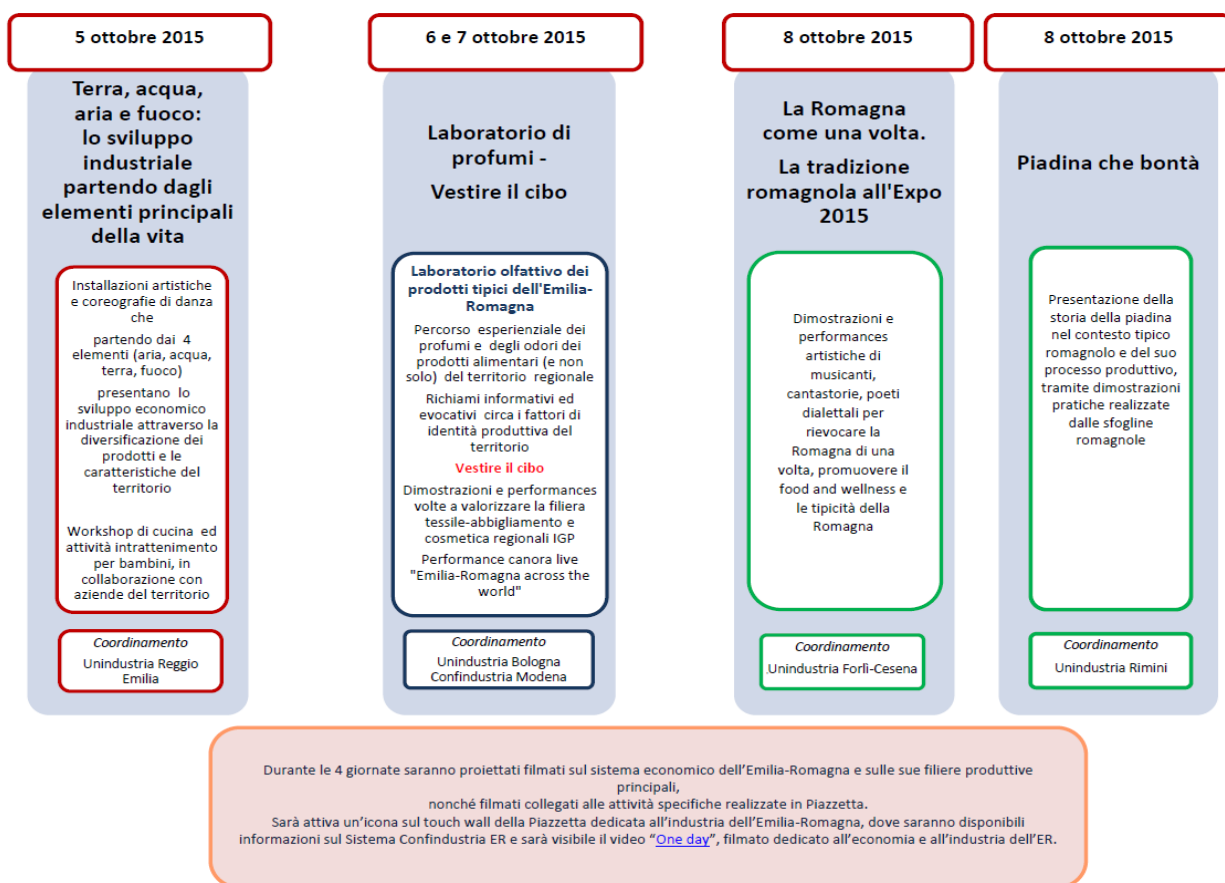 5 ottobre 2015
Terra, acqua,
aria e fuoco:
lo sviluppo
industriale
partendo dagli
elementi principali
della vita
Installazioni artistiche
e coreografie di danza
che
partendo dai 4
elementi (aria, acqua,
terra, fuoco)
presentano lo
sviluppo economico
industriale attraverso la
diversificazione dei
prodotti e le
caratteristiche del
territorio
Workshop di cucina ed
attività intrattenimento
per bambini, in
collaborazione con
aziende del territorio
Coordinamento
Unindustria Reggio
Emilia
6 e 7 ottobre 2015
Laboratorio di
profumi -
Vestire il cibo
Laboratorio olfattivo dei
prodotti tipici dell'Emilia-
Romagna
Percorso esperienziale dei
profumi e degli odori dei
prodotti alimentari (e non
solo) del territorio regionale
Richiami informativi ed
evocativi circa i fattori di
identità produttiva del
territorio
Vestire il cibo
Dimostrazioni e performances
volte a valorizzare la filiera
tessile-abbigliamento e
cosmetica regionali IGP
Performance canora live
"Emilia-Romagna across the
world"
Coordinamento
Unindustria Bologna
Confindustria Modena
8 ottobre 2015
La Romagna
come una volta.
La tradizione
romagnola all'Expo
2015
Dimostrazioni e
performances
artistiche di
musicanti,
cantastorie, poeti
dialettali per
rievocare la
Romagna di una
volta, promuovere il
food and wellness e
le tipicità della
Romagna
Coordinamento
.Unindustria Forlì-Cesena
8 ottobre 2015
Piadina che bontà
Presentazione della
storia della piadina
nel contesto tipico
romagnolo e del suo
processo produttivo,
tramite dimostrazioni
pratiche realizzate
dalle sfogline
romagnole
Coordinamento
Unindustria Rimini
Durante le 4 giornate saranno proiettati filmati sul sistema economico dell’Emilia-Romagna e sulle sue filiere produttive
principali,
nonché filmati collegati alle attività specifiche realizzate in Piazzetta.
Sarà attiva un’icona sul touch wall della Piazzetta dedicata all’industria dell’Emilia-Romagna, dove saranno disponibili
informazioni sul Sistema Confindustria ER e sarà visibile il video “One day”, filmato dedicato all’economia e all’industria dell’ER.